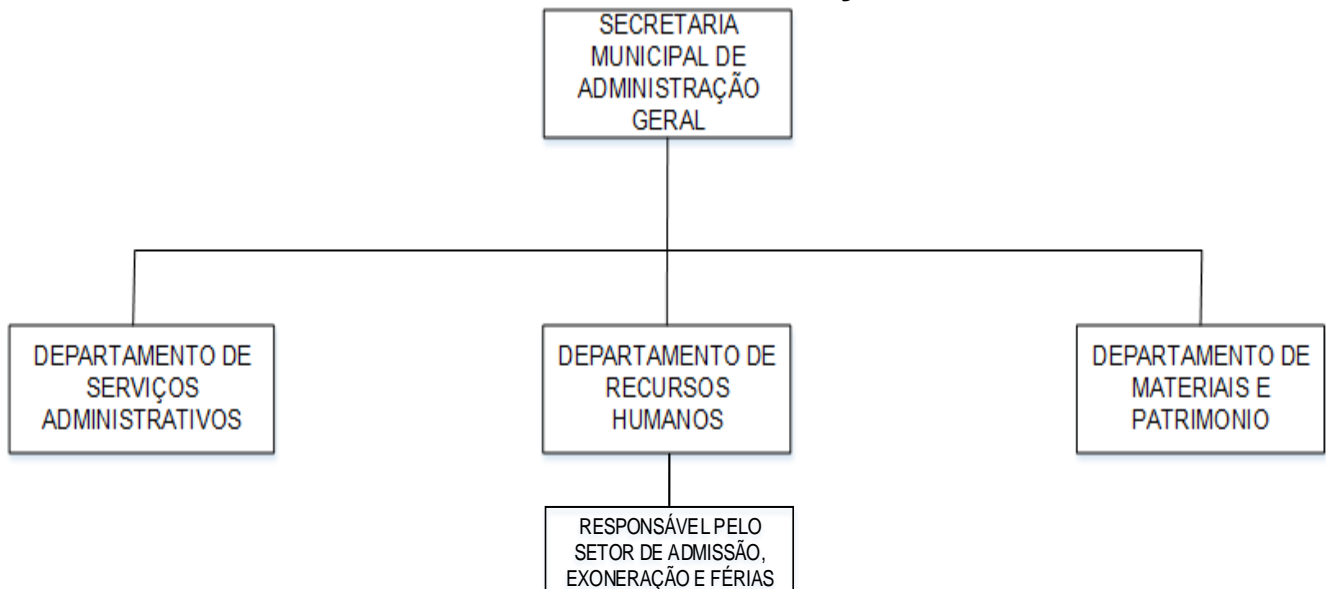 SECRETARIA
MUNICIPAL DE
ADMINISTRAÇÃO
GERAL
DEPARTAMENTO DE
SERVIÇOS
ADMINISTRATIVOS
DEPARTAMENTO DE
RECURSOS
HUMANOS
DEPARTAMENTO DE
MATERIAIS E
PATRIMONIO
RESPONSÁVEL PELO
SETOR DE ADMISSÃO,
EXONERAÇÃO E FÉRIAS